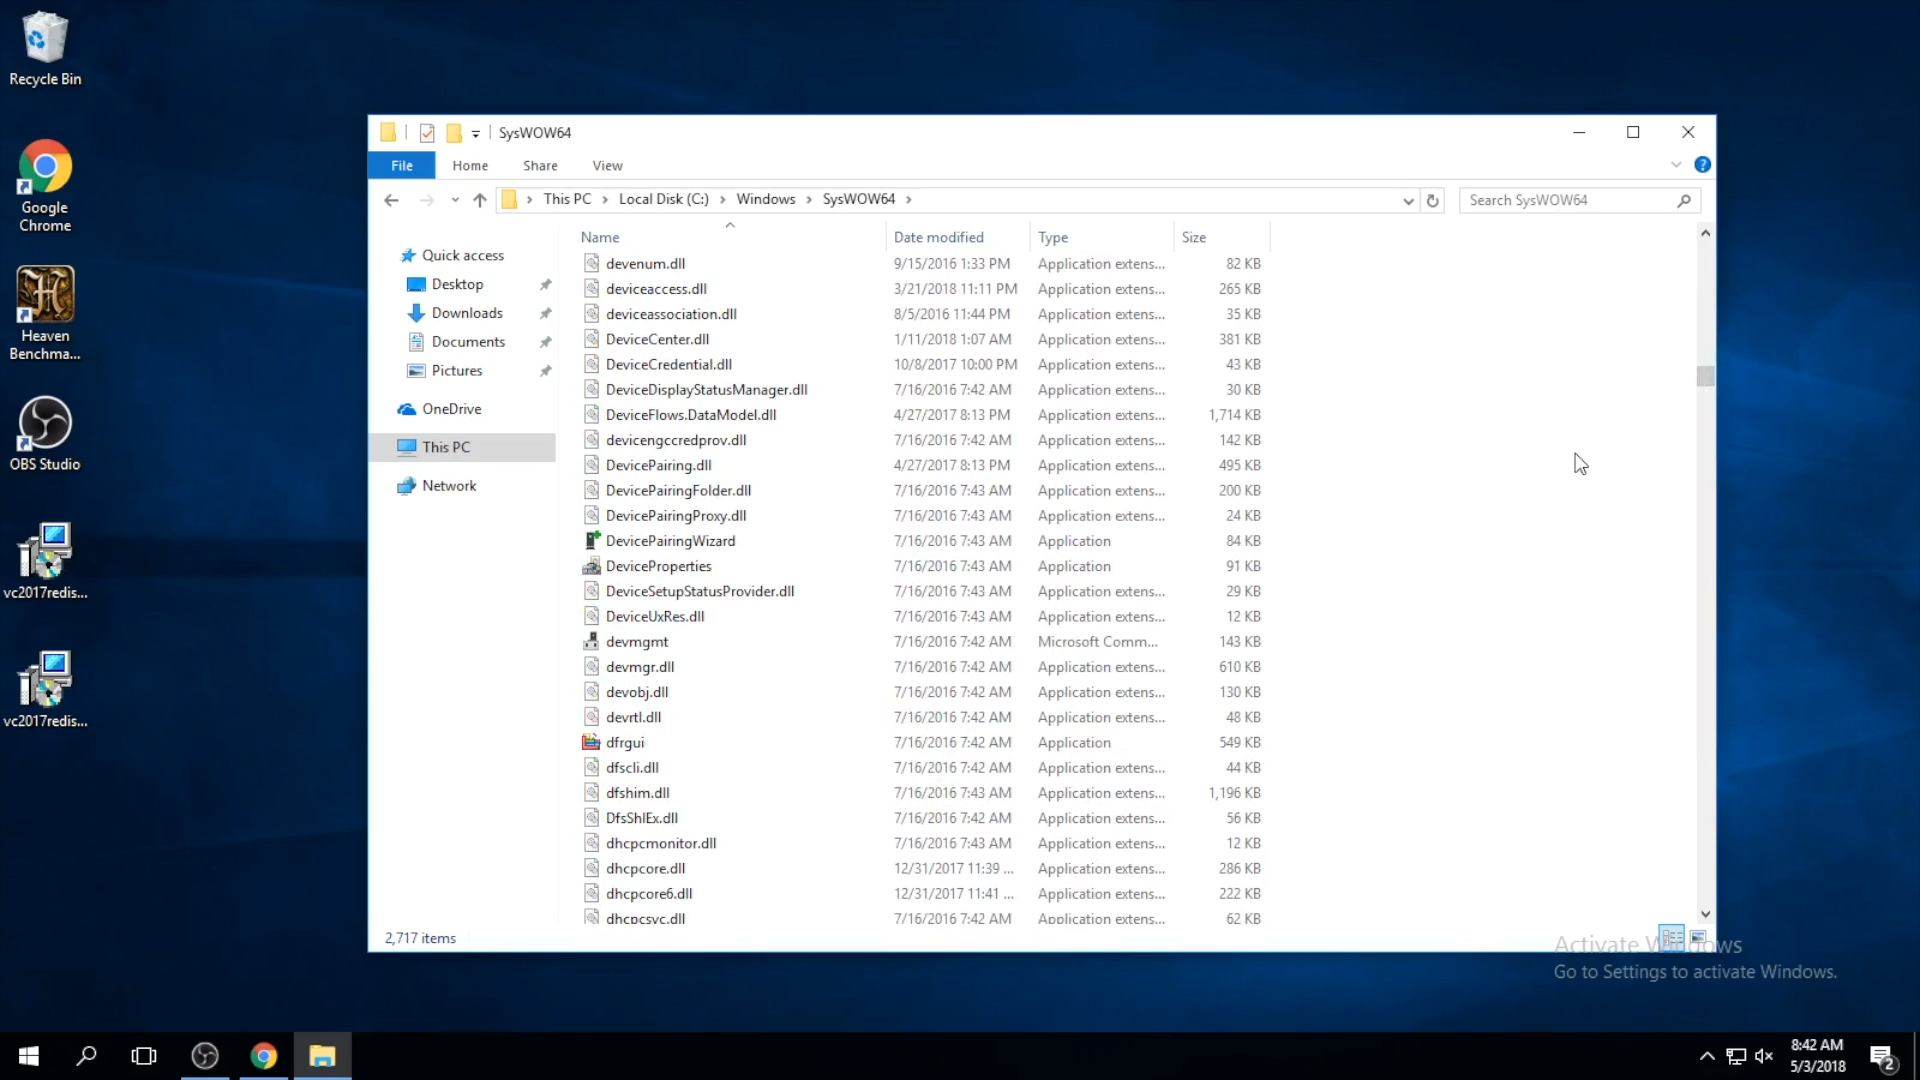 Recycle Bin
Google
Chrome
Heaven
Benchma...
OBS Studio
vc2017redis...
vc2017redis...
SysWOW64
File Home Share View
This PC Local Disk (C:) Windows SysWOW64
Search SysWOW64
Quick access
Desktop
Downloads
Documents
Pictures
OneDrive
This PC
Network
Name Date modified Type Size
devenum.dll 9/15/2016 1:33 PM Application extens... 82 KB
deviceaccess.dll 3/21/2018 11:11 PM Application extens... 265 KB
deviceassociation.dll 8/5/2016 11:44 PM Application extens... 35 KB
DeviceCenter.dll 1/11/2018 1:07 AM Application extens... 381 KB
DeviceCredential.dll 10/8/2017 10:00 PM Application extens... 43 KB
DeviceDisplayStatusManager.dll 7/16/2016 7:42 AM Application extens... 30 KB
DeviceFlows.DataModel.dll 4/27/2017 8:13 PM Application extens... 1,714 KB
devicengccredprov.dll 7/16/2016 7:42 AM Application extens... 142 KB
DevicePairing.dll 4/27/2017 8:13 PM Application extens... 495 KB
DevicePairingFolder.dll 7/16/2016 7:43 AM Application extens... 200 KB
DevicePairingProxy.dll 7/16/2016 7:43 AM Application extens... 24 KB
DevicePairingWizard 7/16/2016 7:43 AM Application 84 KB
DeviceProperties 7/16/2016 7:43 AM Application 91 KB
DeviceSetupStatusProvider.dll 7/16/2016 7:43 AM Application extens... 29 KB
DeviceUxRes.dll 7/16/2016 7:43 AM Application extens... 12 KB
devmgmt 7/16/2016 7:42 AM Microsoft Comm... 143 KB
devmgr.dll 7/16/2016 7:42 AM Application extens... 610 KB
devobj.dll 7/16/2016 7:42 AM Application extens... 130 KB
devrtl.dll 7/16/2016 7:42 AM Application extens... 48 KB
dfrgui 7/16/2016 7:42 AM Application 549 KB
dfscli.dll 7/16/2016 7:42 AM Application extens... 44 KB
dfshim.dll 7/16/2016 7:43 AM Application extens... 1,196 KB
DfsShlEx.dll 7/16/2016 7:42 AM Application extens... 56 KB
dhcpcmonitor.dll 7/16/2016 7:43 AM Application extens... 12 KB
dhcpcore.dll 12/31/2017 11:39 ... Application extens... 286 KB
dhcpcore6.dll 12/31/2017 11:41 ... Application extens... 222 KB
dhcpcsvc.dll 7/16/2016 7:42 AM Application extens... 62 KB
2,717 items
Activate Windows
Go to Settings to activate Windows.
8:42 AM
5/3/2018
2